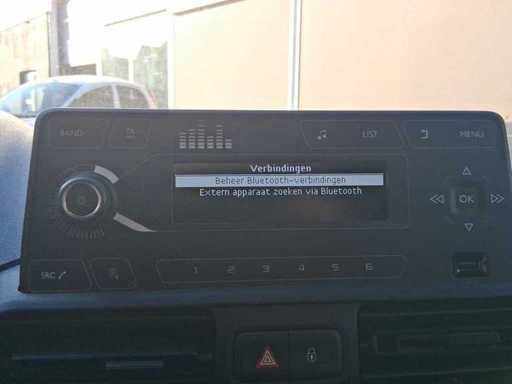 BAND
LIST
MENU
Verbindingen
Beheer Bluetooth-verbindingen
Extern apparaat zoeken via Bluetooth
OK
SRC
1 2 3 4 5 6